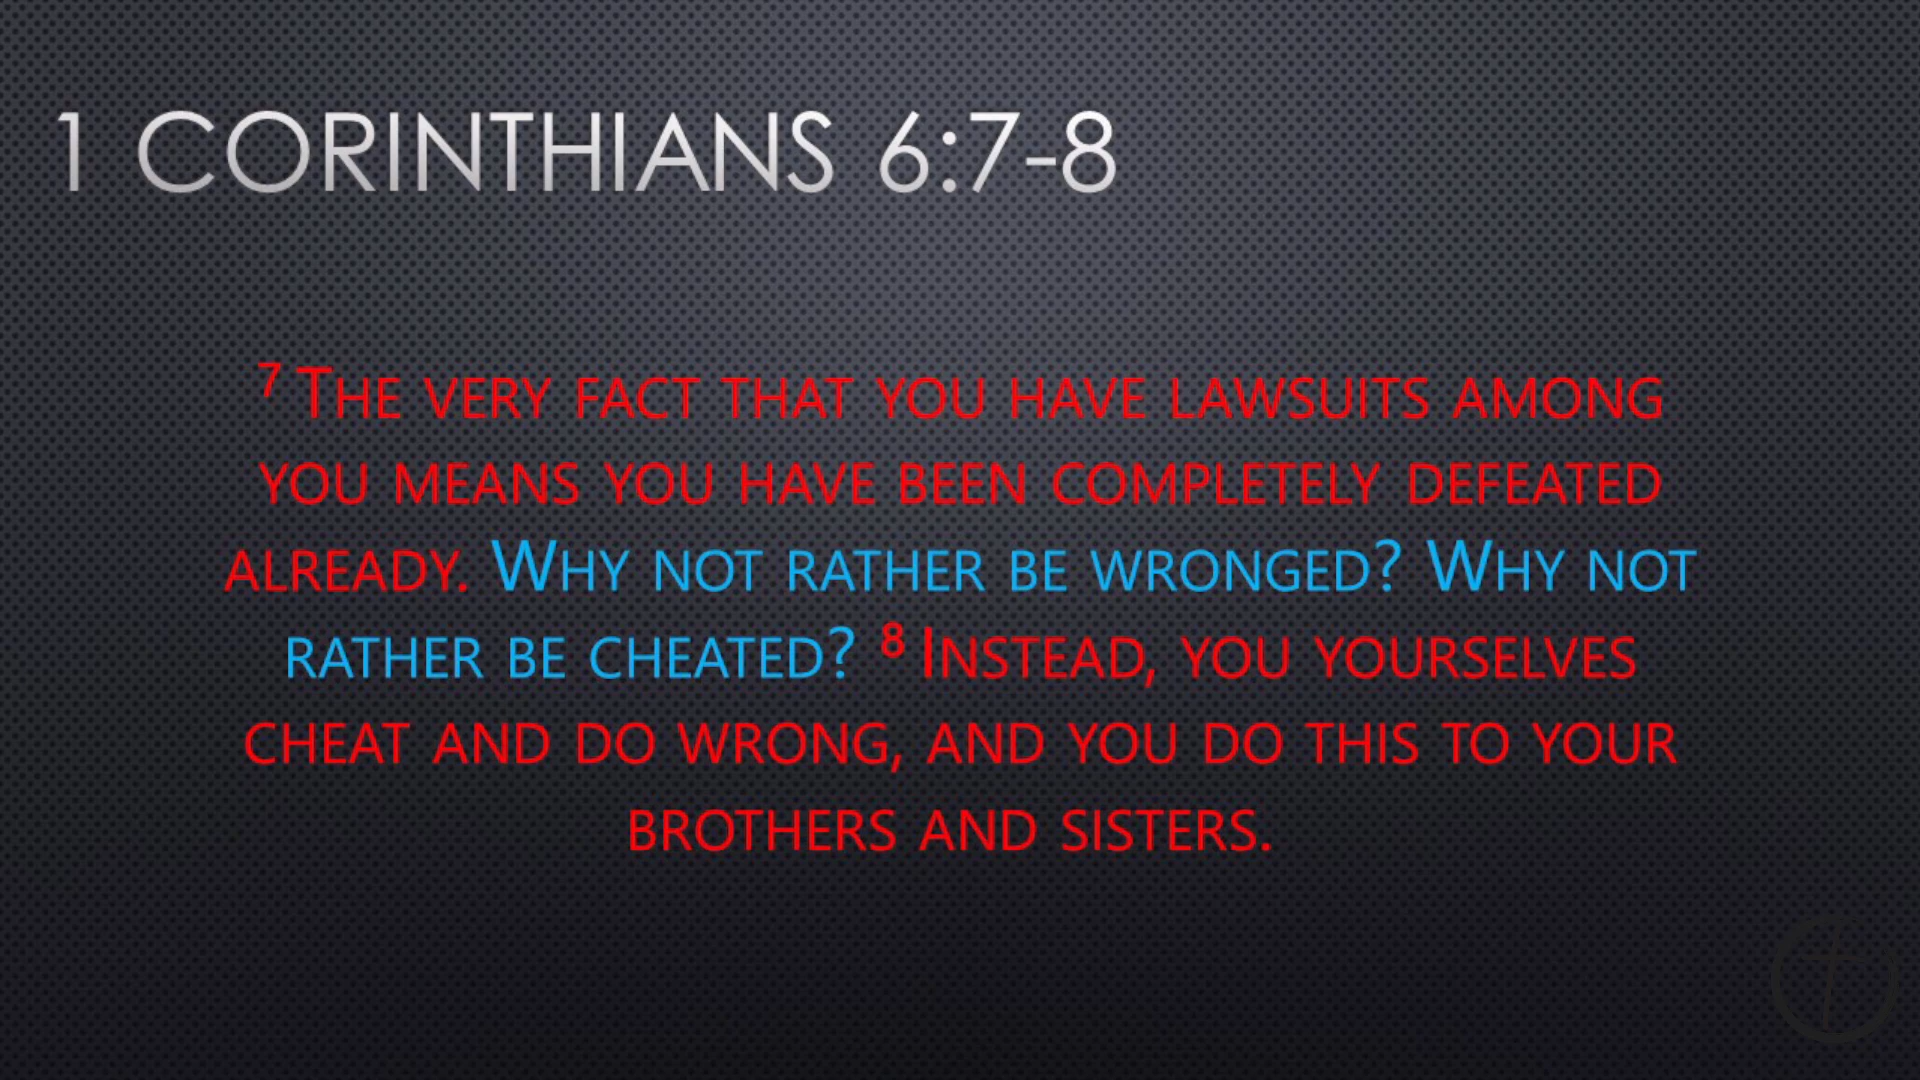 1 CORINTHIANS 6:7-8
⁷ THE VERY FACT THAT YOU HAVE LAWSUITS AMONG
YOU MEANS YOU HAVE BEEN COMPLETELY DEFEATED
ALREADY. WHY NOT RATHER BE WRONGED? WHY NOT
RATHER BE CHEATED? ⁸ INSTEAD, YOU YOURSELVES
CHEAT AND DO WRONG, AND YOU DO THIS TO YOUR
BROTHERS AND SISTERS.